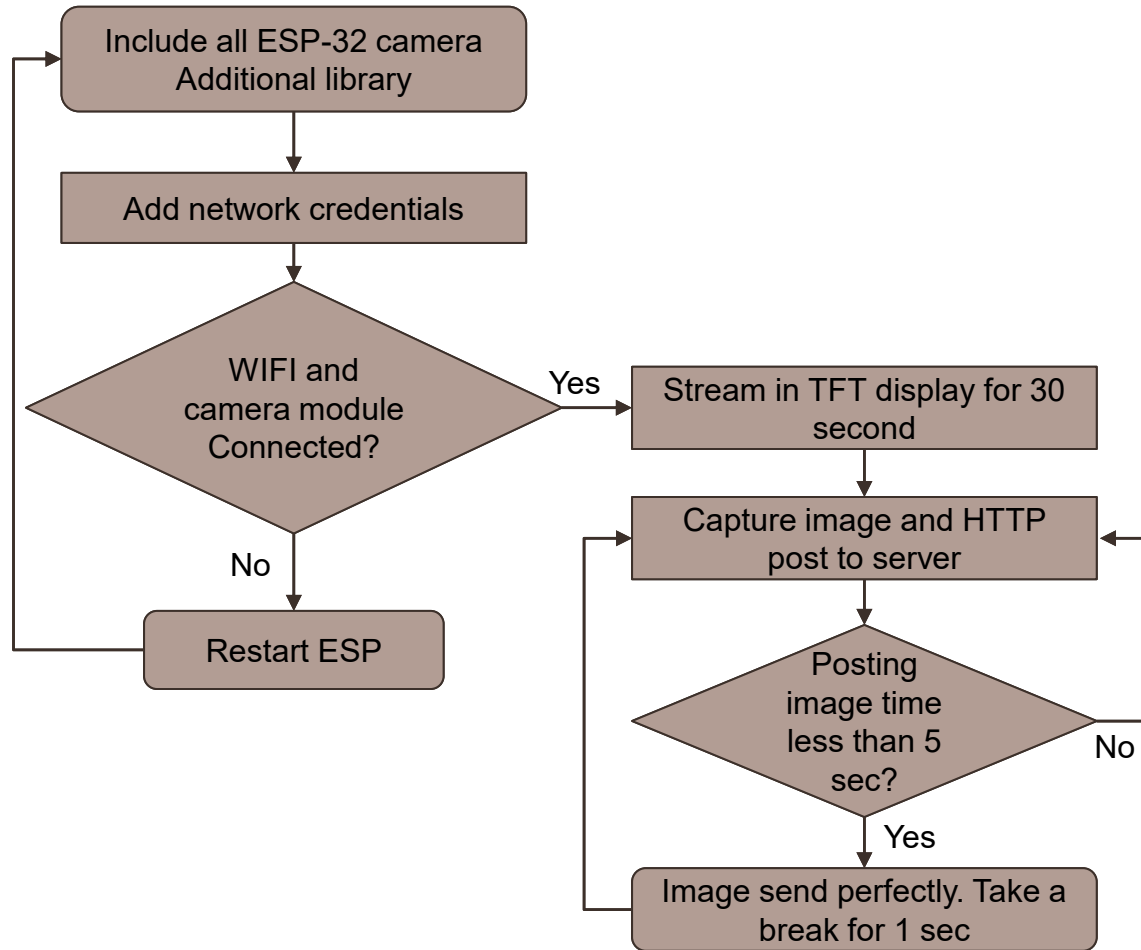 Include all ESP-32 camera
Additional library
Add network credentials
WIFI and
camera module
Connected?
Yes
No
Restart ESP
Stream in TFT display for 30
second
Capture image and HTTP
post to server
Posting
image time
less than 5
sec?
No
Yes
Image send perfectly. Take a
break for 1 sec